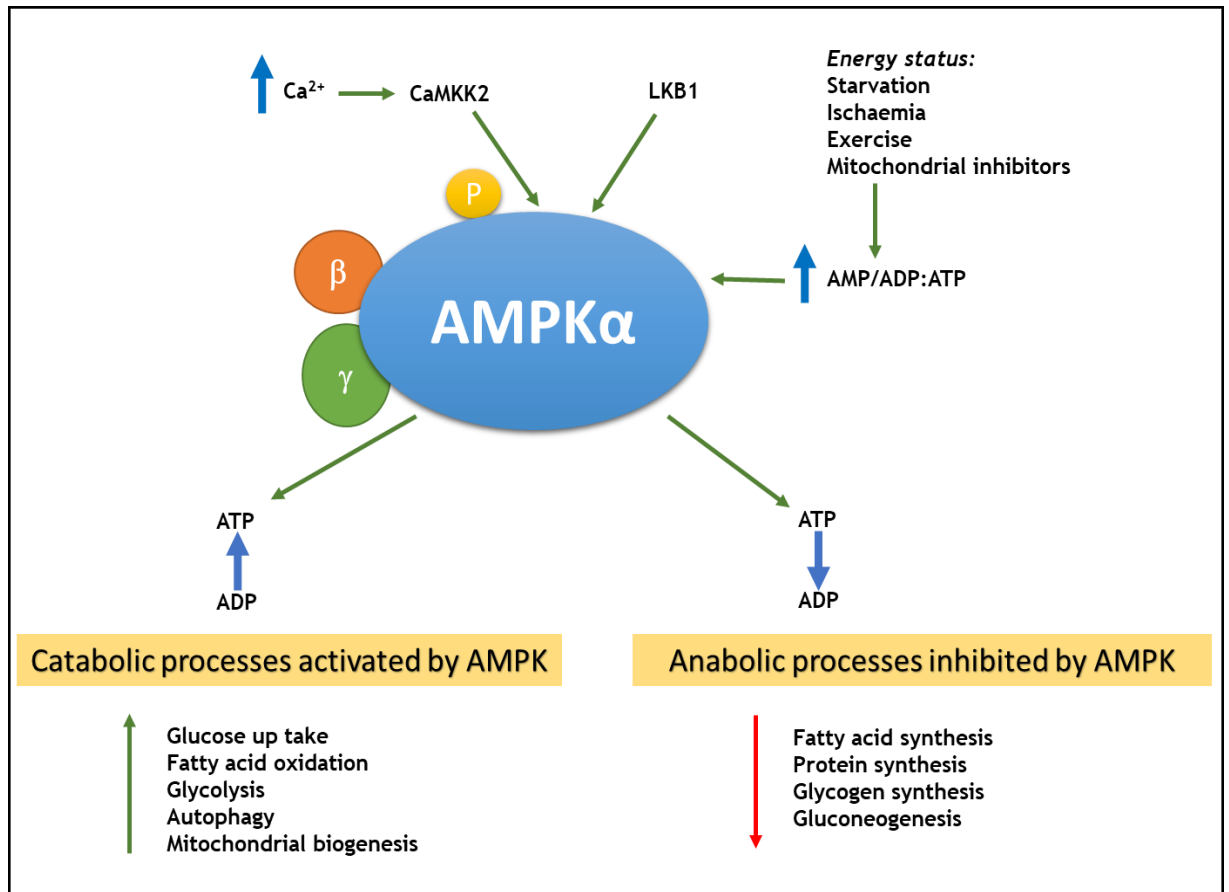 Ca²⁺
CaMKK2
LKB1
Energy status:
Starvation
Ischaemia
Exercise
Mitochondrial inhibitors
AMP/ADP:ATP
P
β
γ
AMPKα
ATP
ADP
ATP
ADP
Catabolic processes activated by AMPK
Glucose up take
Fatty acid oxidation
Glycolysis
Autophagy
Mitochondrial biogenesis
Anabolic processes inhibited by AMPK
Fatty acid synthesis
Protein synthesis
Glycogen synthesis
Gluconeogenesis